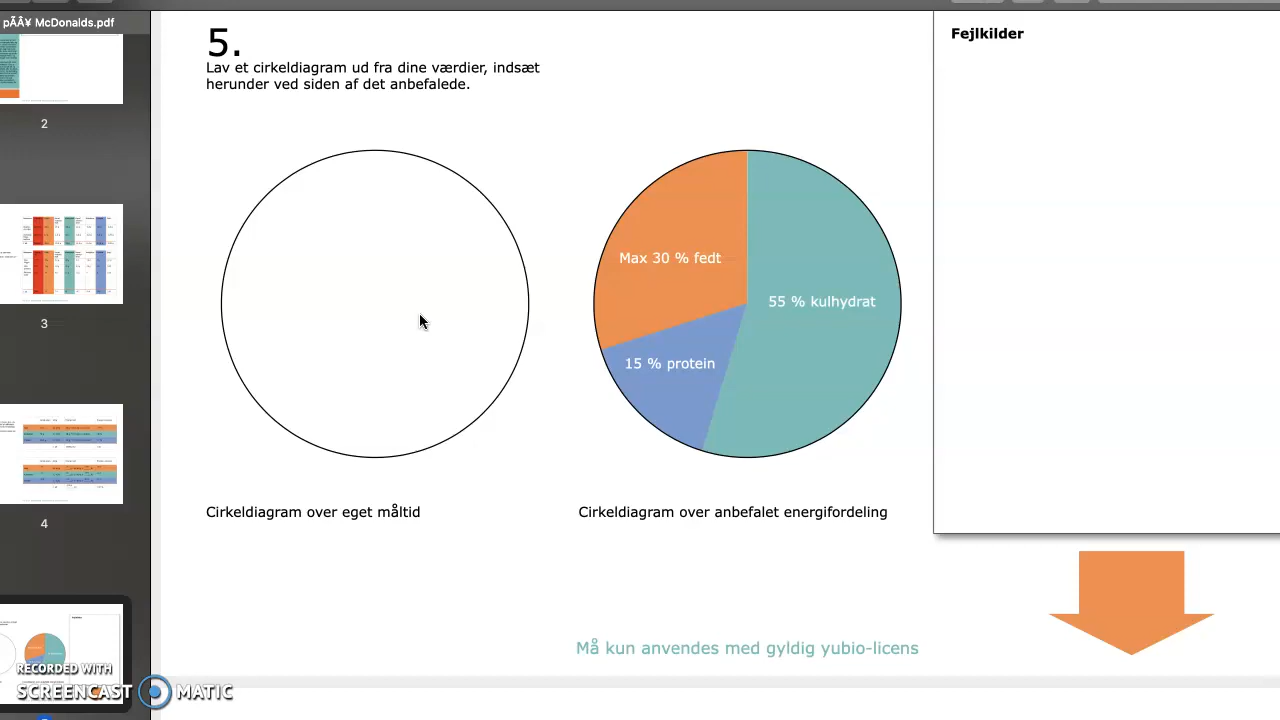 pÃÂ¥ McDonalds.pdf
2
3
4
5.
Lav et cirkeldiagram ud fra dine værdier, indsæt
herunder ved siden af det anbefalede.
Max 30 % fedt
55 % kulhydrat
15 % protein
Cirkeldiagram over eget måltid
Cirkeldiagram over anbefalet energifordeling
Må kun anvendes med gyldig yubio-licens
Fejlkilder
RECORDED WITH
SCREENCAST MATIC